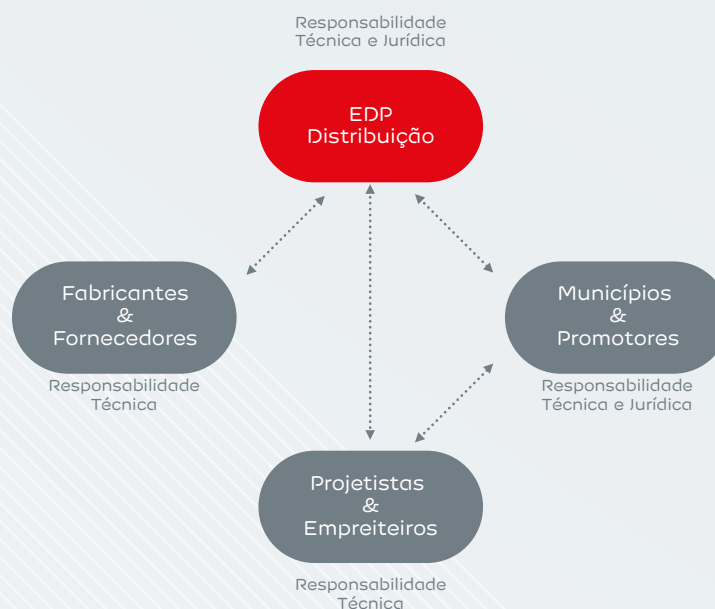 Responsabilidade
Técnica e Jurídica
EDP
Distribuição
Fabricantes
&
Fornecedores
Responsabilidade
Técnica
Municípios
&
Promotores
Responsabilidade
Técnica e Jurídica
Projetistas
&
Empreiteiros
Responsabilidade
Técnica